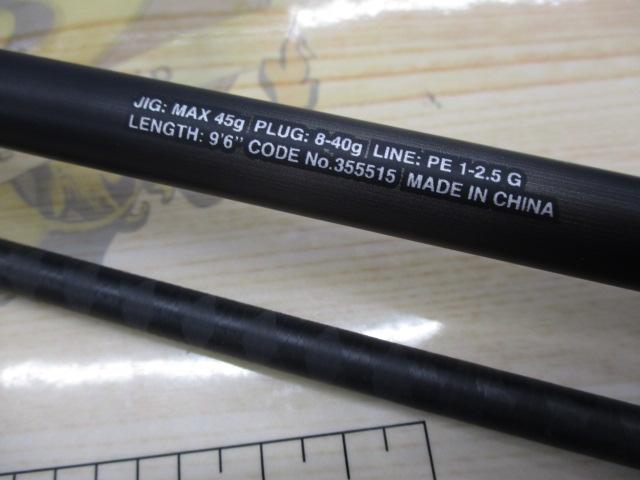 JIG: MAX 45g PLUG: 8-40g LINE: PE 1-2.5 G
LENGTH: 9'6'' CODE No.355515 MADE IN CHINA